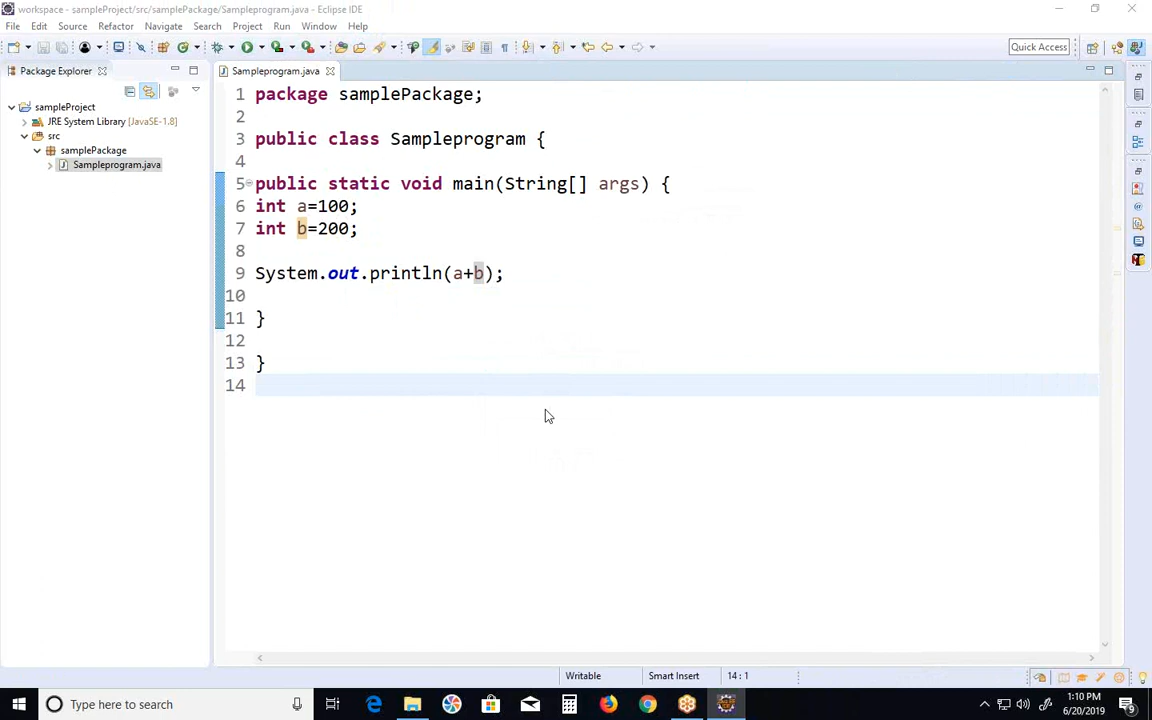 workspace - sampleProject/src/samplePackage/Sampleprogram.java - Eclipse IDE
File Edit Source Refactor Navigate Search Project Run Window Help
Quick Access
Package Explorer
Sampleprogram.java
sampleProject
JRE System Library [JavaSE-1.8]
src
samplePackage
Sampleprogram.java
1 package samplePackage;
2
3 public class Sampleprogram {
4
5 public static void main(String[] args) {
6 int a=100;
7 int b=200;
8
9 System.out.println(a+b);
10
11 }
12
13 }
14
Writable Smart Insert 14 : 1
Type here to search
1:10 PM
6/20/2019
9